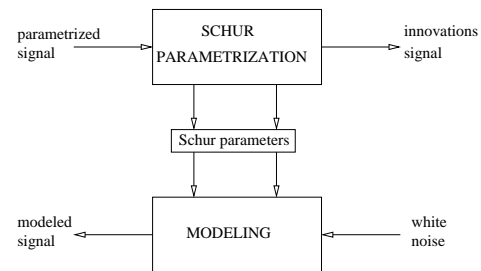 parametrized
signal
SCHUR
PARAMETRIZATION
innovations
signal
Schur parameters
modeled
signal
MODELING
white
noise